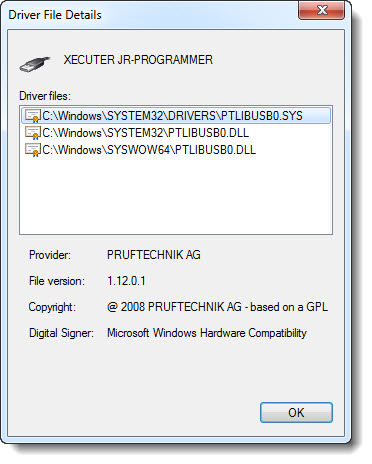 Driver File Details
XECUTER JR-PROGRAMMER
Driver files:
C:\Windows\SYSTEM32\DRIVERS\PTLIBUSB0.SYS
C:\Windows\SYSTEM32\PTLIBUSB0.DLL
C:\Windows\SYSWOW64\PTLIBUSB0.DLL
Provider: PRUFTECHNIK AG
File version: 1.12.0.1
Copyright: @ 2008 PRUFTECHNIK AG - based on a GPL
Digital Signer: Microsoft Windows Hardware Compatibility
OK